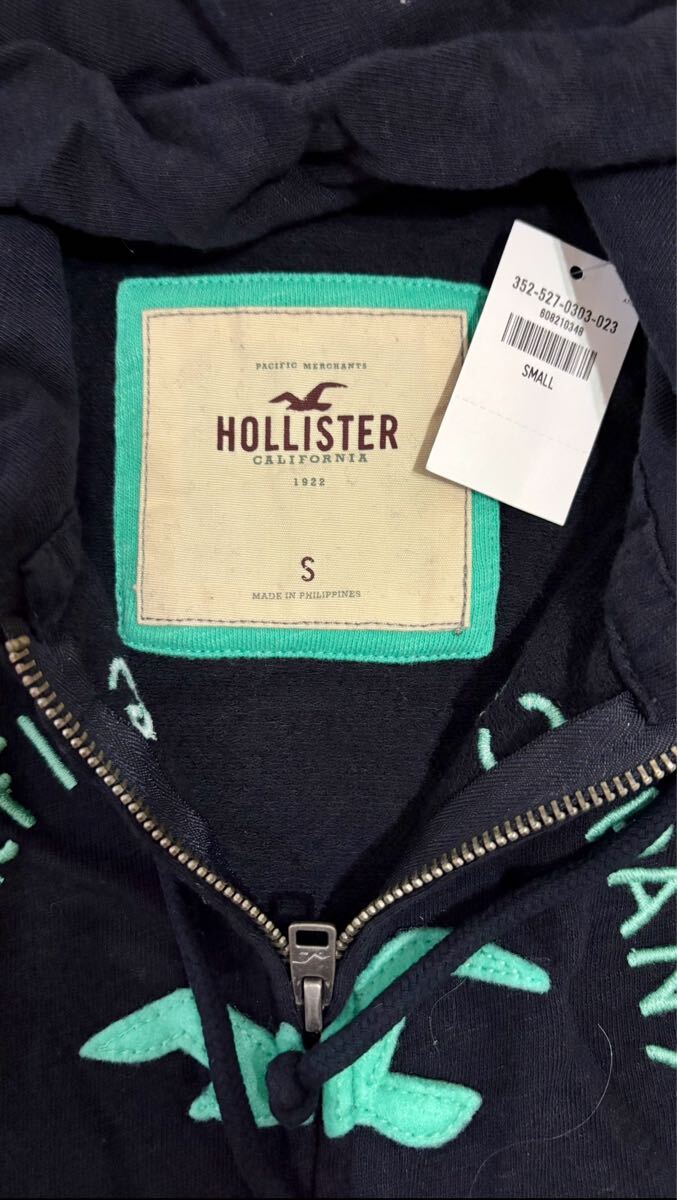 352-527-0303-023
608210348
SMALL
PACIFIC MERCHANTS
HOLLISTER
CALIFORNIA
1922
S
MADE IN PHILIPPINES